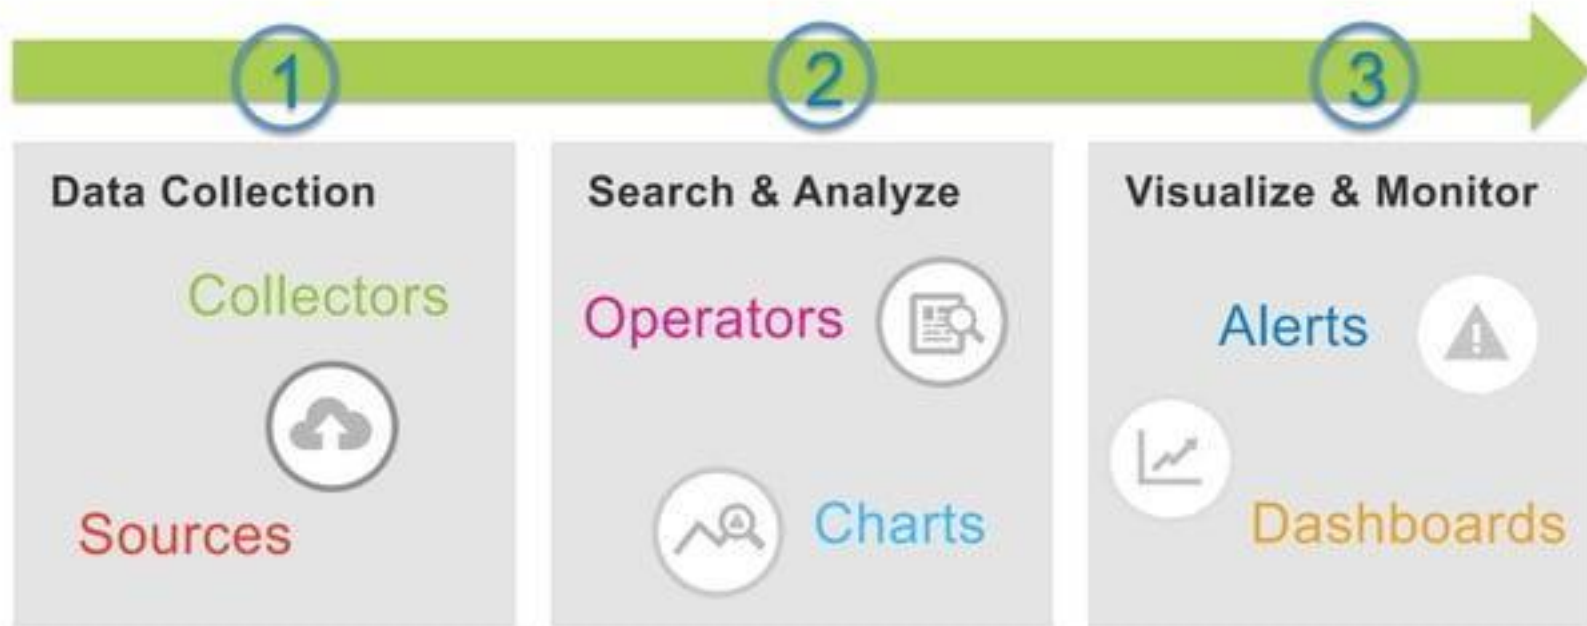 1
2
3
Data Collection
Collectors
Sources
Search & Analyze
Operators
Charts
Visualize & Monitor
Alerts
Dashboards